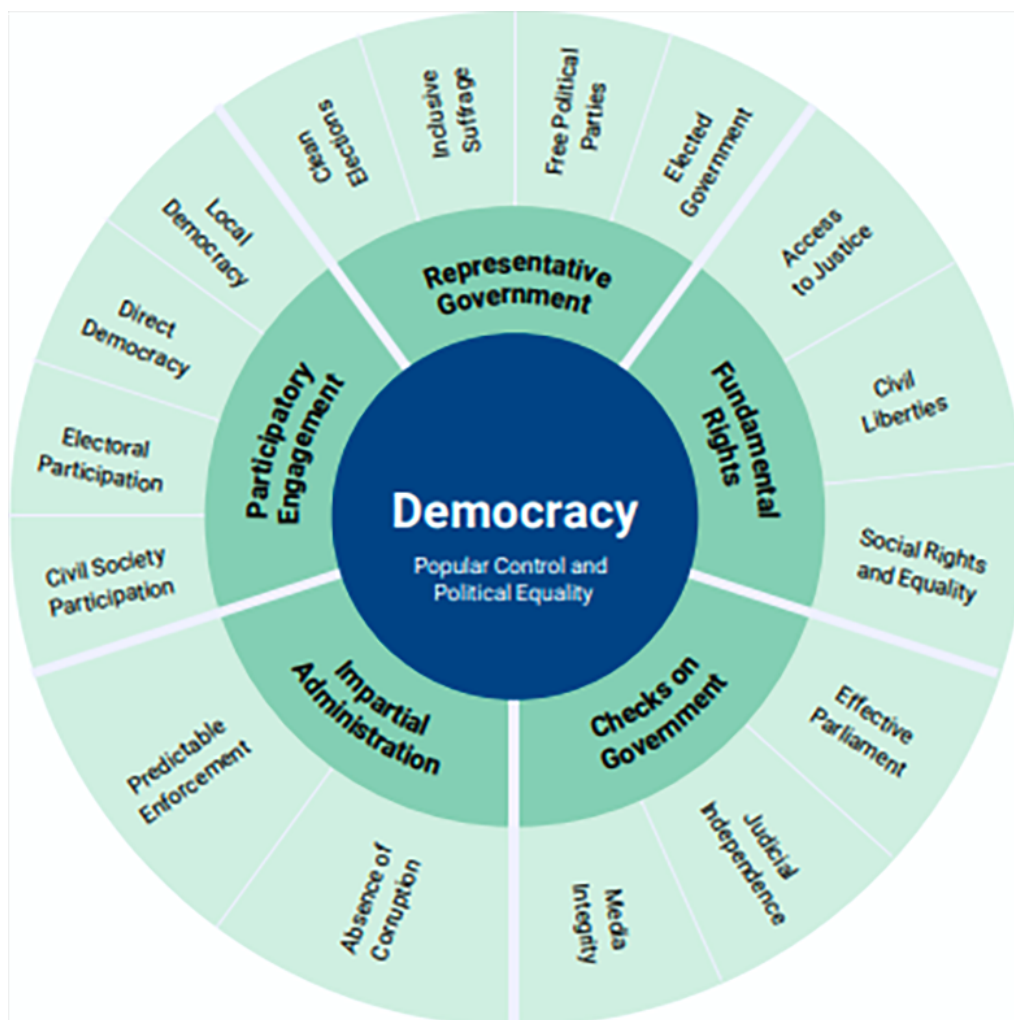 Democracy
Popular Control and
Political Equality
Representative
Government
Clean
Elections
Inclusive
Suffrage
Free Political
Parties
Elected
Government
Fundamental
Rights
Access
to Justice
Civil
Liberties
Social Rights
and Equality
Checks on
Government
Effective
Parliament
Judicial
Independence
Media
Integrity
Impartial
Administration
Absence of
Corruption
Predictable
Enforcement
Participatory
Engagement
Civil Society
Participation
Electoral
Participation
Direct
Democracy
Local
Democracy